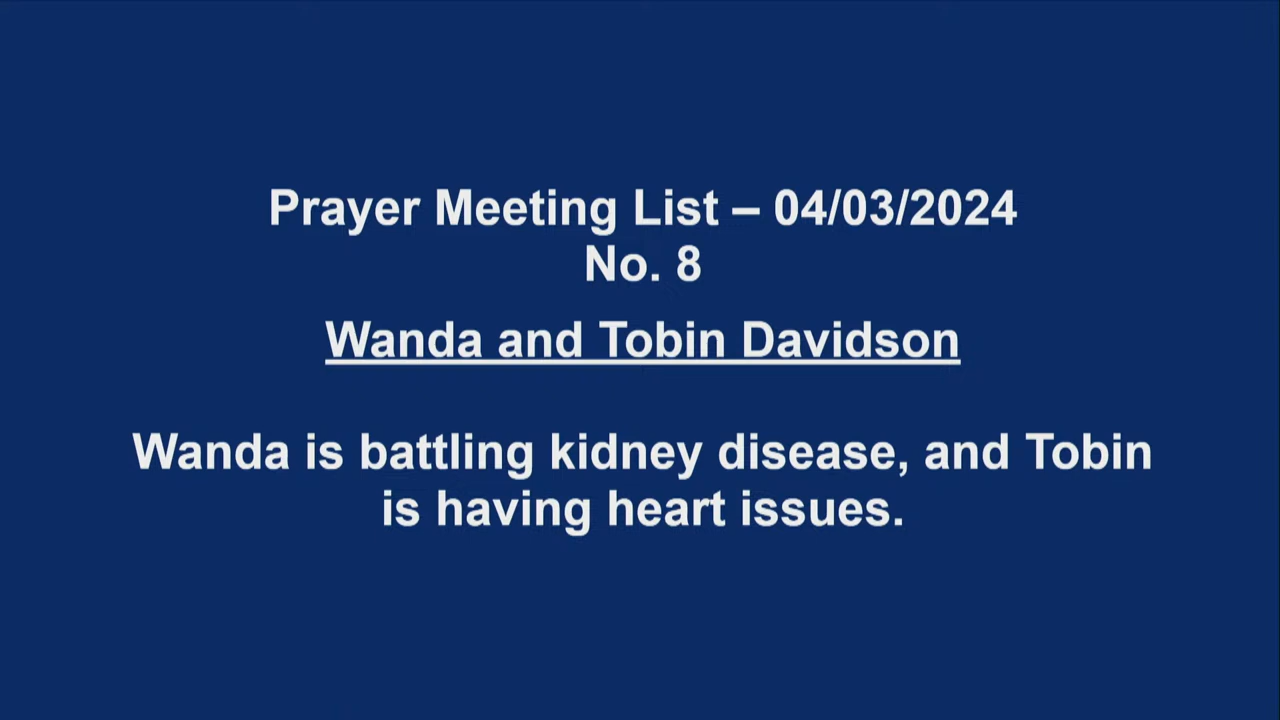 Prayer Meeting List – 04/03/2024
No. 8
Wanda and Tobin Davidson
Wanda is battling kidney disease, and Tobin
is having heart issues.